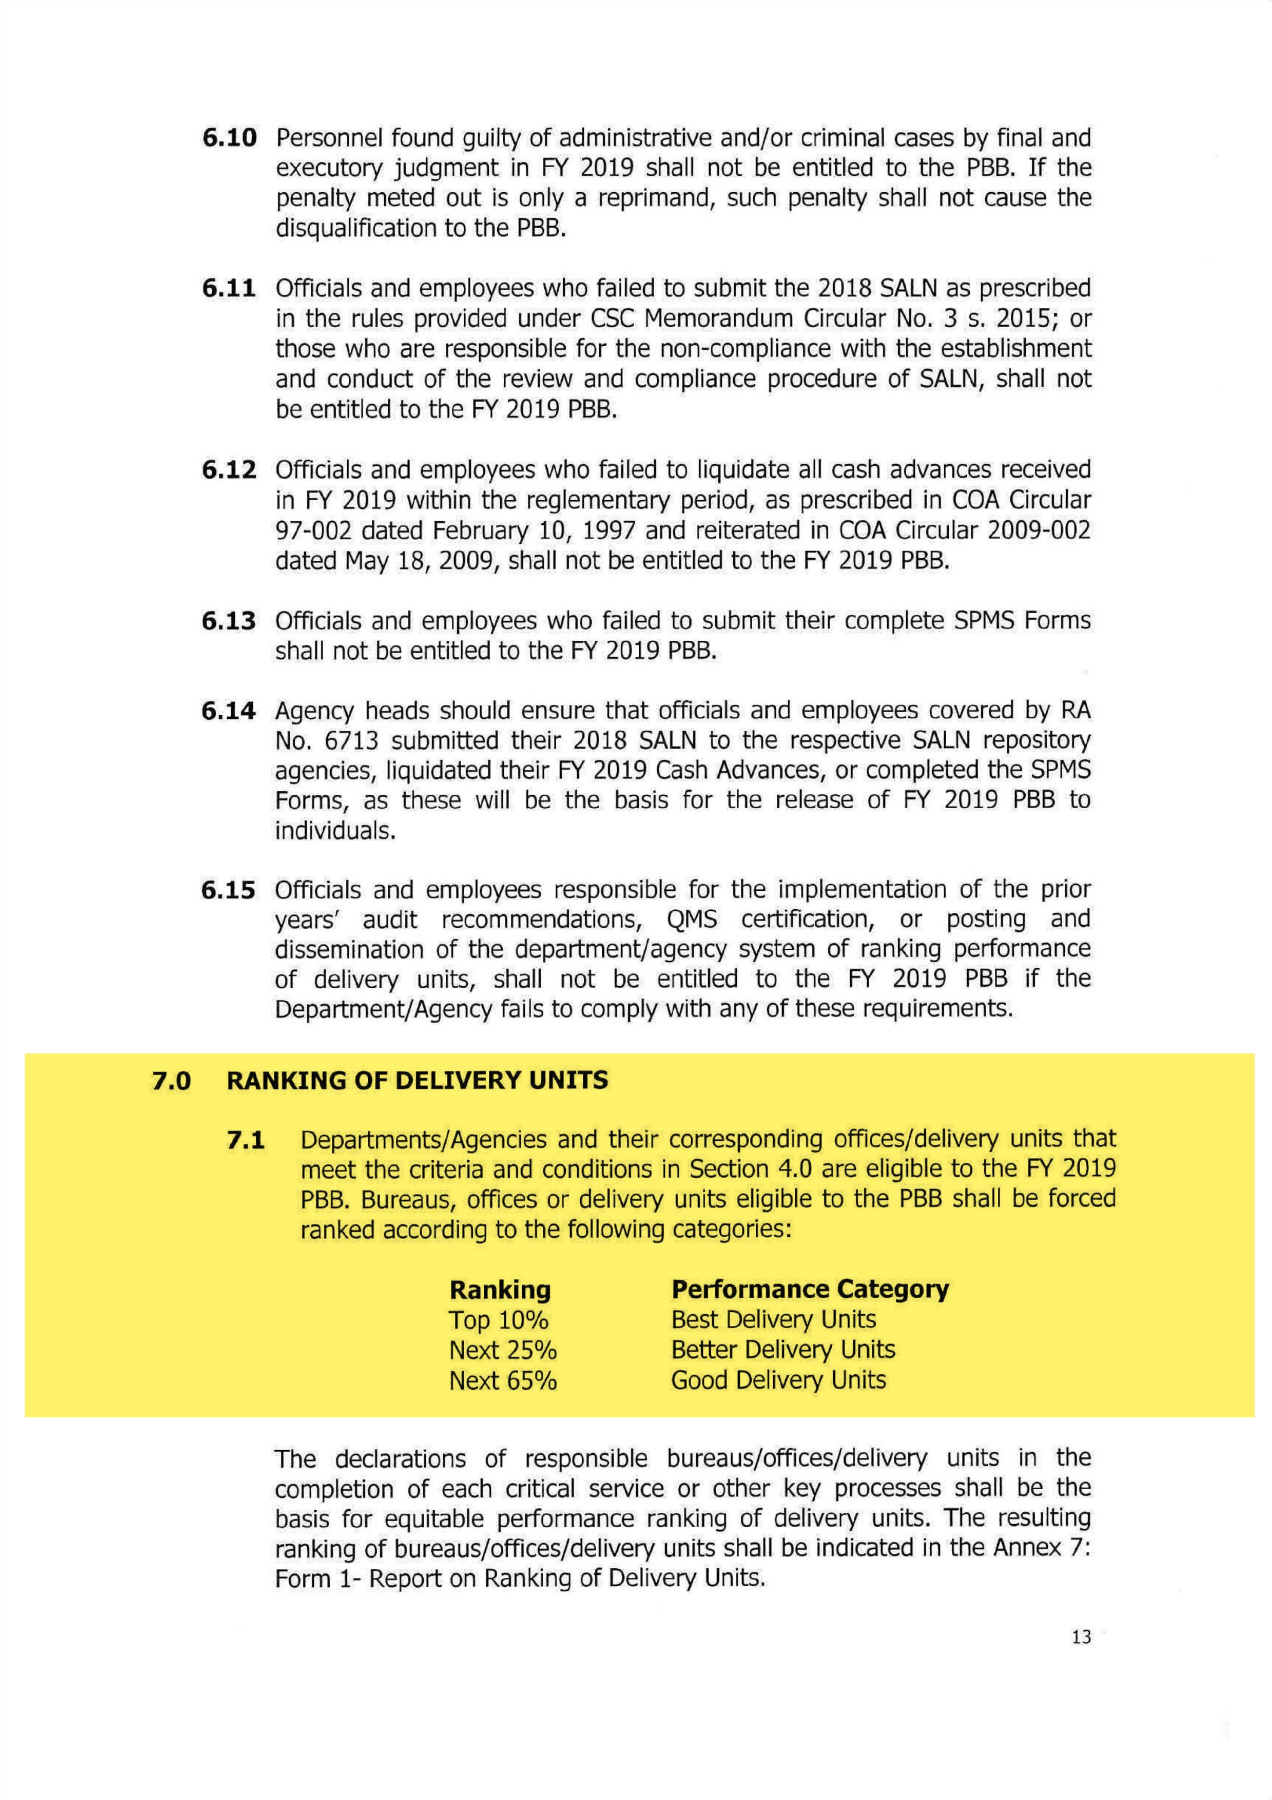 6.10 Personnel found guilty of administrative and/or criminal cases by final and
executory judgment in FY 2019 shall not be entitled to the PBB. If the
penalty meted out is only a reprimand, such penalty shall not cause the
disqualification to the PBB.
6.11 Officials and employees who failed to submit the 2018 SALN as prescribed
in the rules provided under CSC Memorandum Circular No. 3 s. 2015; or
those who are responsible for the non-compliance with the establishment
and conduct of the review and compliance procedure of SALN, shall not
be entitled to the FY 2019 PBB.
6.12 Officials and employees who failed to liquidate all cash advances received
in FY 2019 within the reglementary period, as prescribed in COA Circular
97-002 dated February 10, 1997 and reiterated in COA Circular 2009-002
dated May 18, 2009, shall not be entitled to the FY 2019 PBB.
6.13 Officials and employees who failed to submit their complete SPMS Forms
shall not be entitled to the FY 2019 PBB.
6.14 Agency heads should ensure that officials and employees covered by RA
No. 6713 submitted their 2018 SALN to the respective SALN repository
agencies, liquidated their FY 2019 Cash Advances, or completed the SPMS
Forms, as these will be the basis for the release of FY 2019 PBB to
individuals.
6.15 Officials and employees responsible for the implementation of the prior
years' audit recommendations, QMS certification, or posting and
dissemination of the department/agency system of ranking performance
of delivery units, shall not be entitled to the FY 2019 PBB if the
Department/Agency fails to comply with any of these requirements.
7.0 RANKING OF DELIVERY UNITS
7.1 Departments/Agencies and their corresponding offices/delivery units that
meet the criteria and conditions in Section 4.0 are eligible to the FY 2019
PBB. Bureaus, offices or delivery units eligible to the PBB shall be forced
ranked according to the following categories:
Ranking Performance Category
Top 10% Best Delivery Units
Next 25% Better Delivery Units
Next 65% Good Delivery Units
The declarations of responsible bureaus/offices/delivery units in the
completion of each critical service or other key processes shall be the
basis for equitable performance ranking of delivery units. The resulting
ranking of bureaus/offices/delivery units shall be indicated in the Annex 7:
Form 1- Report on Ranking of Delivery Units.
13